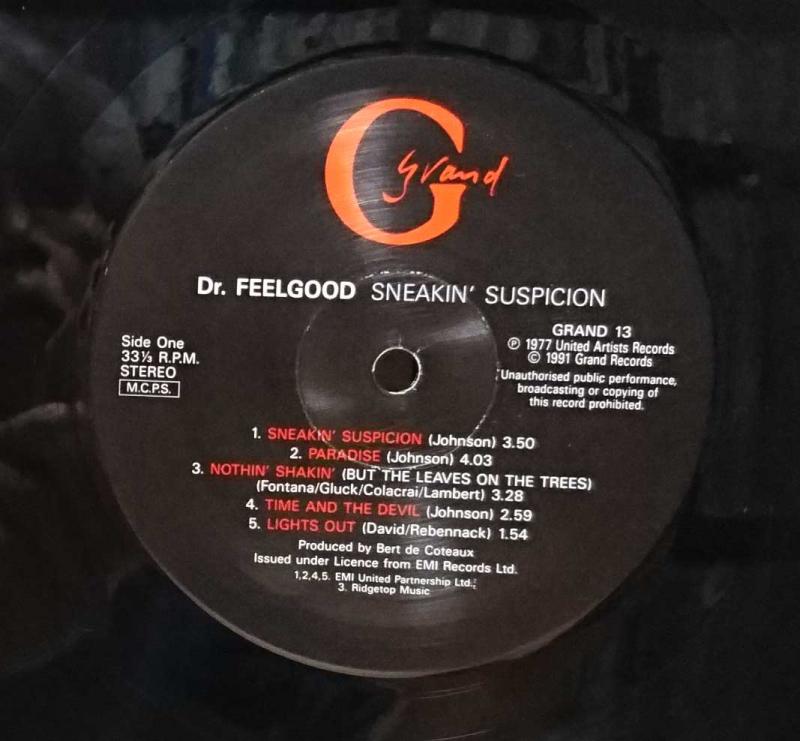 G grand
Dr. FEELGOOD SNEAKIN' SUSPICION
Side One
33⅓ R.P.M.
STEREO
M.C.P.S.
GRAND 13
℗ 1977 United Artists Records
© 1991 Grand Records
Unauthorised public performance,
broadcasting or copying of
this record prohibited.
1. SNEAKIN' SUSPICION (Johnson) 3.50
2. PARADISE (Johnson) 4.03
3. NOTHIN' SHAKIN' (BUT THE LEAVES ON THE TREES)
(Fontana/Gluck/Colacrai/Lambert) 3.28
4. TIME AND THE DEVIL (Johnson) 2.59
5. LIGHTS OUT (David/Rebennack) 1.54
Produced by Bert de Coteaux
Issued under Licence from EMI Records Ltd.
1,2,4,5. EMI United Partnership Ltd.;
3. Ridgetop Music